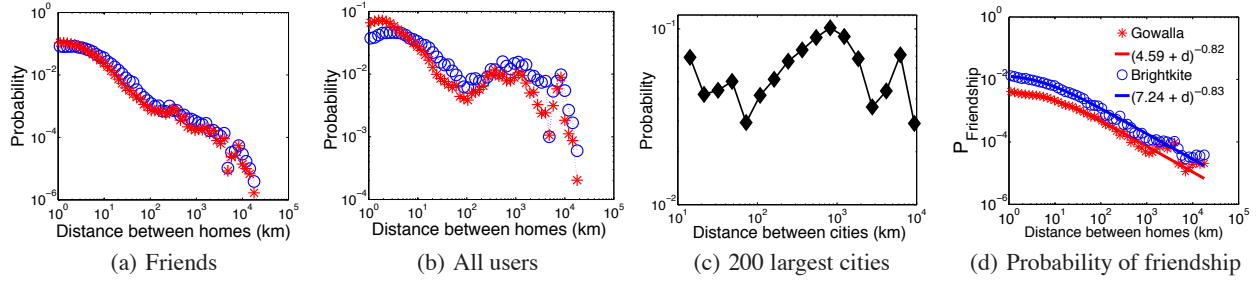 10^0
10^-2
10^-4
10^-6
Probability
10^0 10^1 10^2 10^3 10^4 10^5
Distance between homes (km)
(a) Friends
10^-1
10^-2
10^-3
10^-4
Probability
10^0 10^1 10^2 10^3 10^4 10^5
Distance between homes (km)
(b) All users
10^-1
10^-2
Probability
10^1 10^2 10^3 10^4
Distance between cities (km)
(c) 200 largest cities
10^0
10^-2
10^-4
10^-6
P_Friendship
Gowalla
(4.59 + d)^-0.82
Brightkite
(7.24 + d)^-0.83
10^0 10^1 10^2 10^3 10^4 10^5
Distance between homes (km)
(d) Probability of friendship